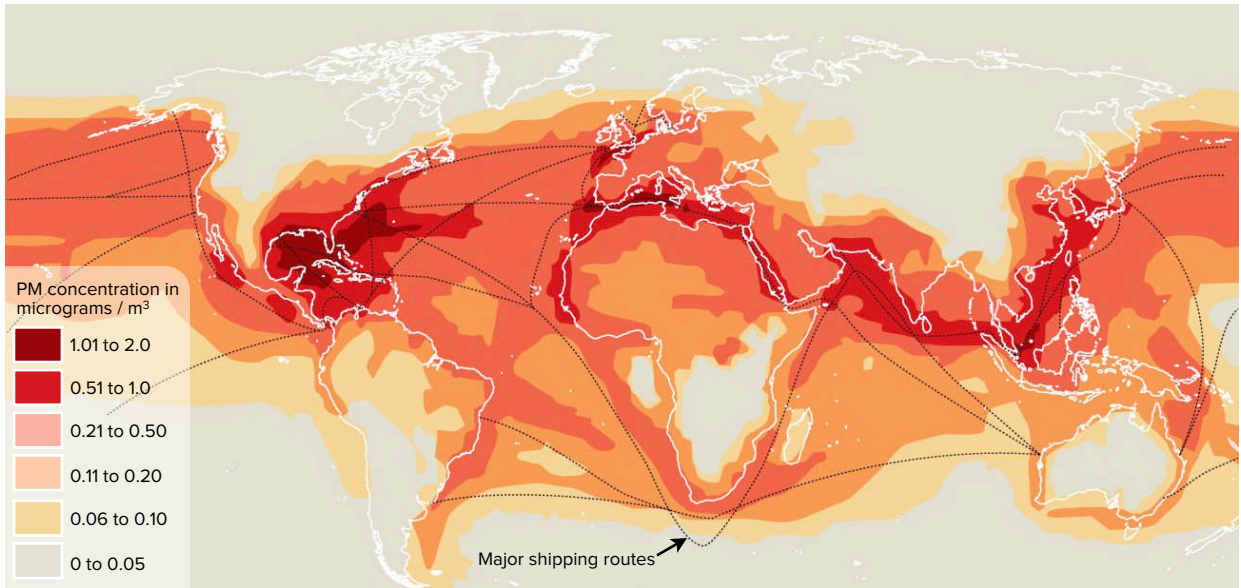 PM concentration in
micrograms / m³
1.01 to 2.0
0.51 to 1.0
0.21 to 0.50
0.11 to 0.20
0.06 to 0.10
0 to 0.05
Major shipping routes